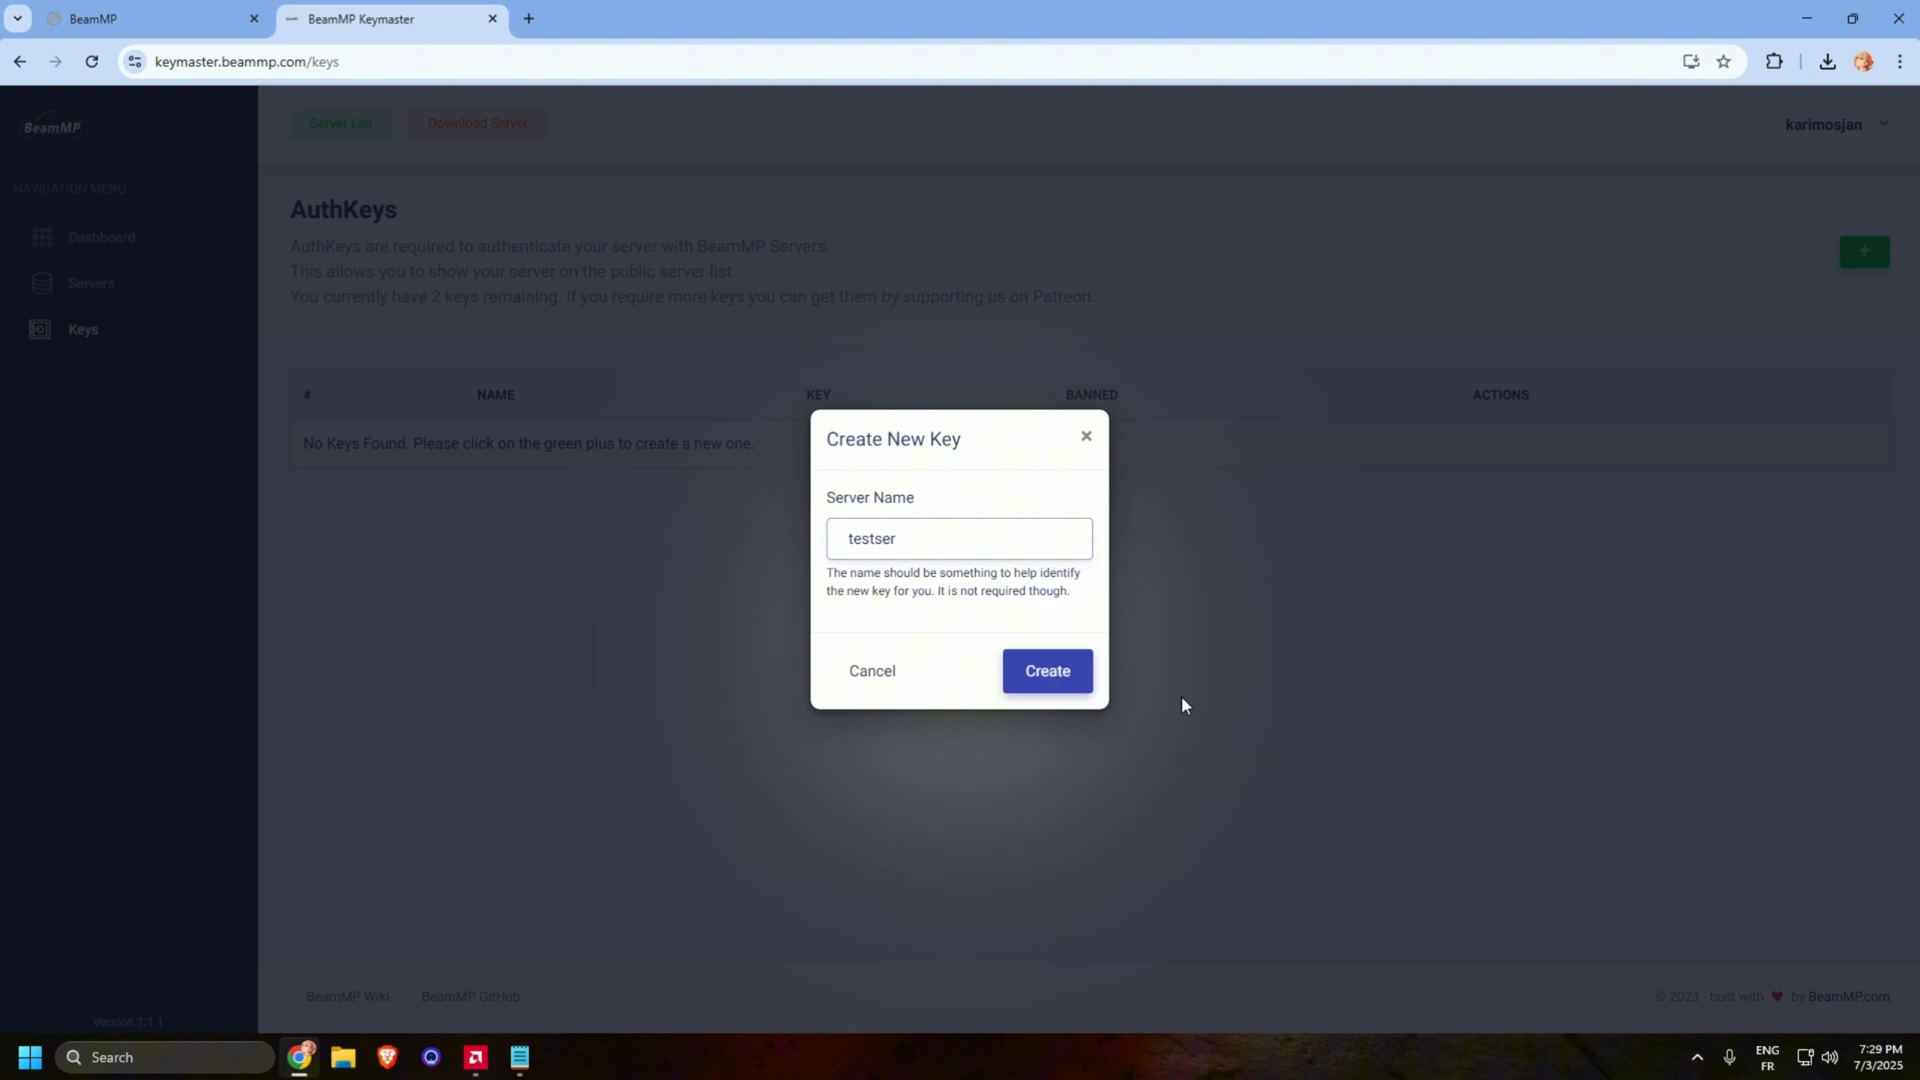 BeamMP
BeamMP Keymaster
keymaster.beammp.com/keys
BeamMP
Server List
Download Server
karimosjan
NAVIGATION MENU
Dashboard
Servers
Keys
AuthKeys
AuthKeys are required to authenticate your server with BeamMP Servers.
This allows you to show your server on the public server list.
You currently have 2 keys remaining. If you require more keys you can get them by supporting us on Patreon.
+
# NAME KEY BANNED ACTIONS
No Keys Found. Please click on the green plus to create a new one.
Create New Key
Server Name
testser
The name should be something to help identify
the new key for you. It is not required though.
Cancel
Create
BeamMP Wiki
BeamMP GitHub
© 2023 - built with ❤ by BeamMP.com
Version 1.1.1
Search
ENG
FR
7:29 PM
7/3/2025